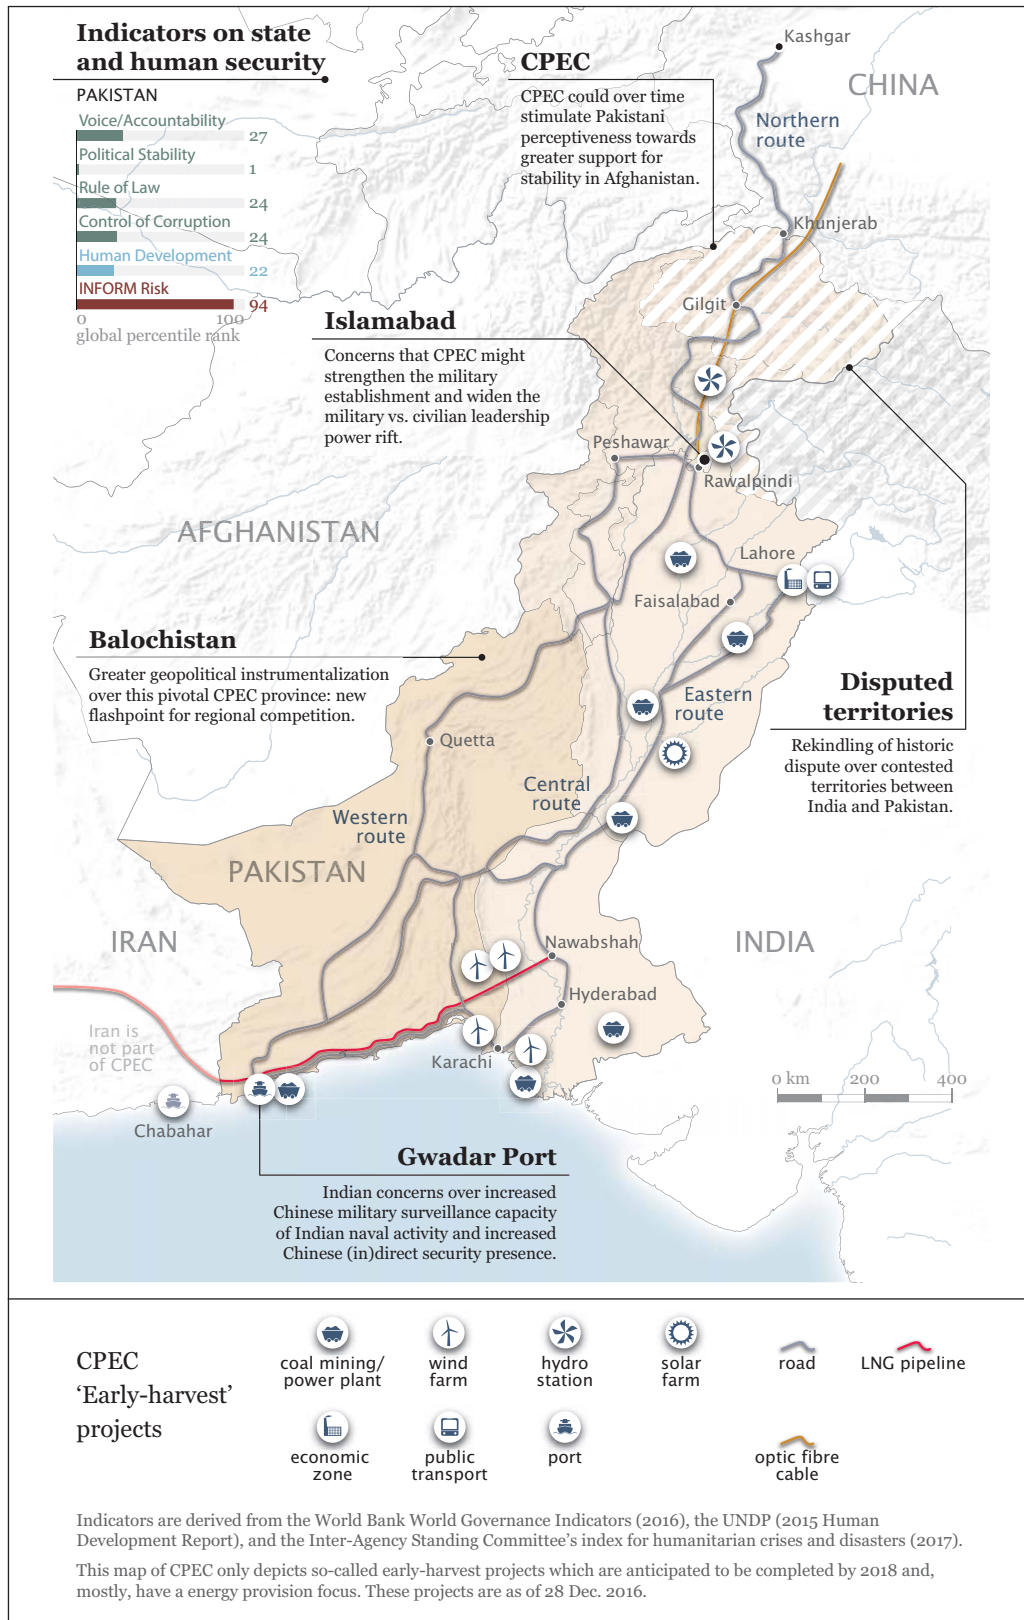 Indicators on state
and human security
PAKISTAN
Voice/Accountability
27
Political Stability
1
Rule of Law
24
Control of Corruption
24
Human Development
22
INFORM Risk
94
0
100
global percentile rank
CPEC
CPEC could over time
stimulate Pakistani
perceptiveness towards
greater support for
stability in Afghanistan.
Kashgar
CHINA
Northern
route
Khunjerab
Gilgit
Islamabad
Concerns that CPEC might
strengthen the military
establishment and widen the
military vs. civilian leadership
power rift.
Peshawar
Rawalpindi
AFGHANISTAN
Lahore
Faisalabad
Balochistan
Greater geopolitical instrumentalization
over this pivotal CPEC province: new
flashpoint for regional competition.
Eastern
route
Disputed
territories
Rekindling of historic
dispute over contested
territories between
India and Pakistan.
Quetta
Central
route
Western
route
PAKISTAN
IRAN
INDIA
Nawabshah
Hyderabad
Iran is
not part
of CPEC
Karachi
0 km
200
400
Chabahar
Gwadar Port
Indian concerns over increased
Chinese military surveillance capacity
of Indian naval activity and increased
Chinese (in)direct security presence.
CPEC
‘Early-harvest’
projects
coal mining/
power plant
wind
farm
hydro
station
solar
farm
road
LNG pipeline
economic
zone
public
transport
port
optic fibre
cable
Indicators are derived from the World Bank World Governance Indicators (2016), the UNDP (2015 Human
Development Report), and the Inter-Agency Standing Committee’s index for humanitarian crises and disasters (2017).
This map of CPEC only depicts so-called early-harvest projects which are anticipated to be completed by 2018 and,
mostly, have a energy provision focus. These projects are as of 28 Dec. 2016.